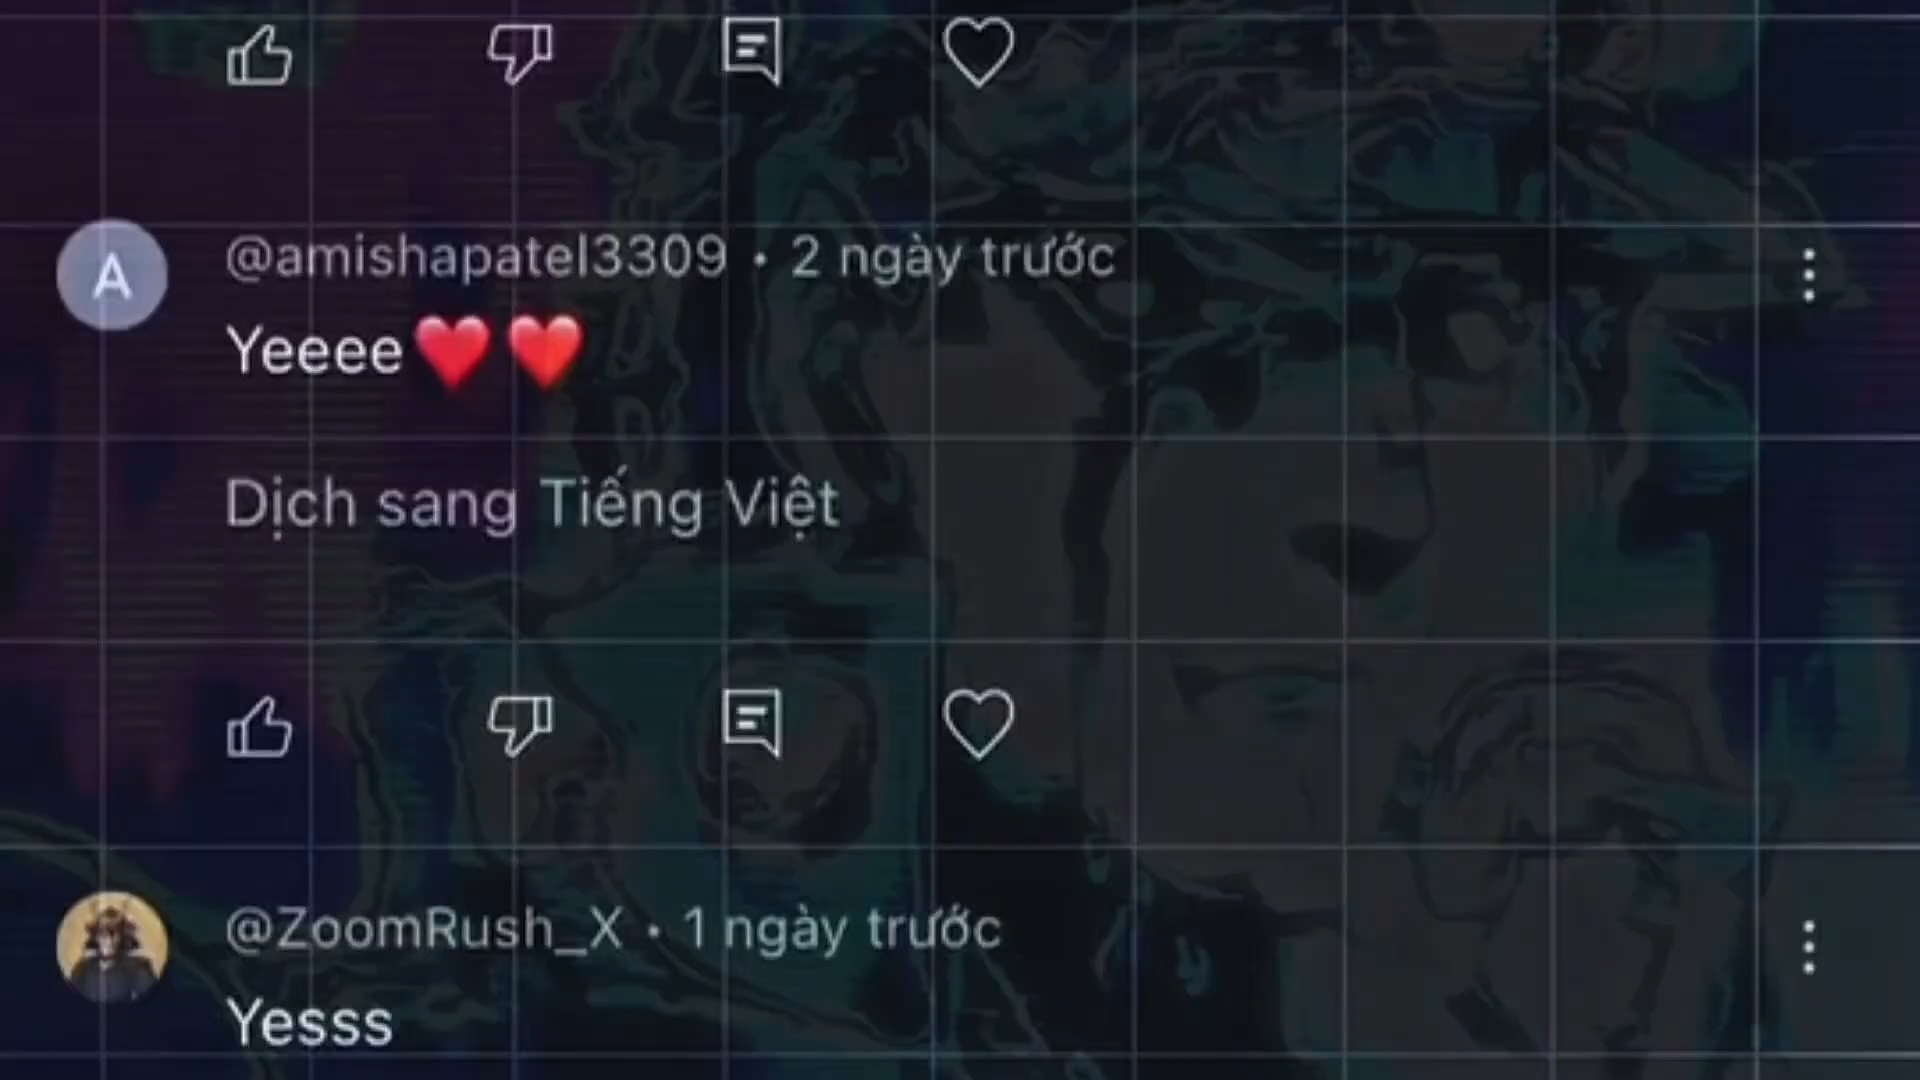 @amishapatel3309 • 2 ngày trước
A
Yeeee❤️❤️
Dịch sang Tiếng Việt
@ZoomRush_X • 1 ngày trước
Yesss